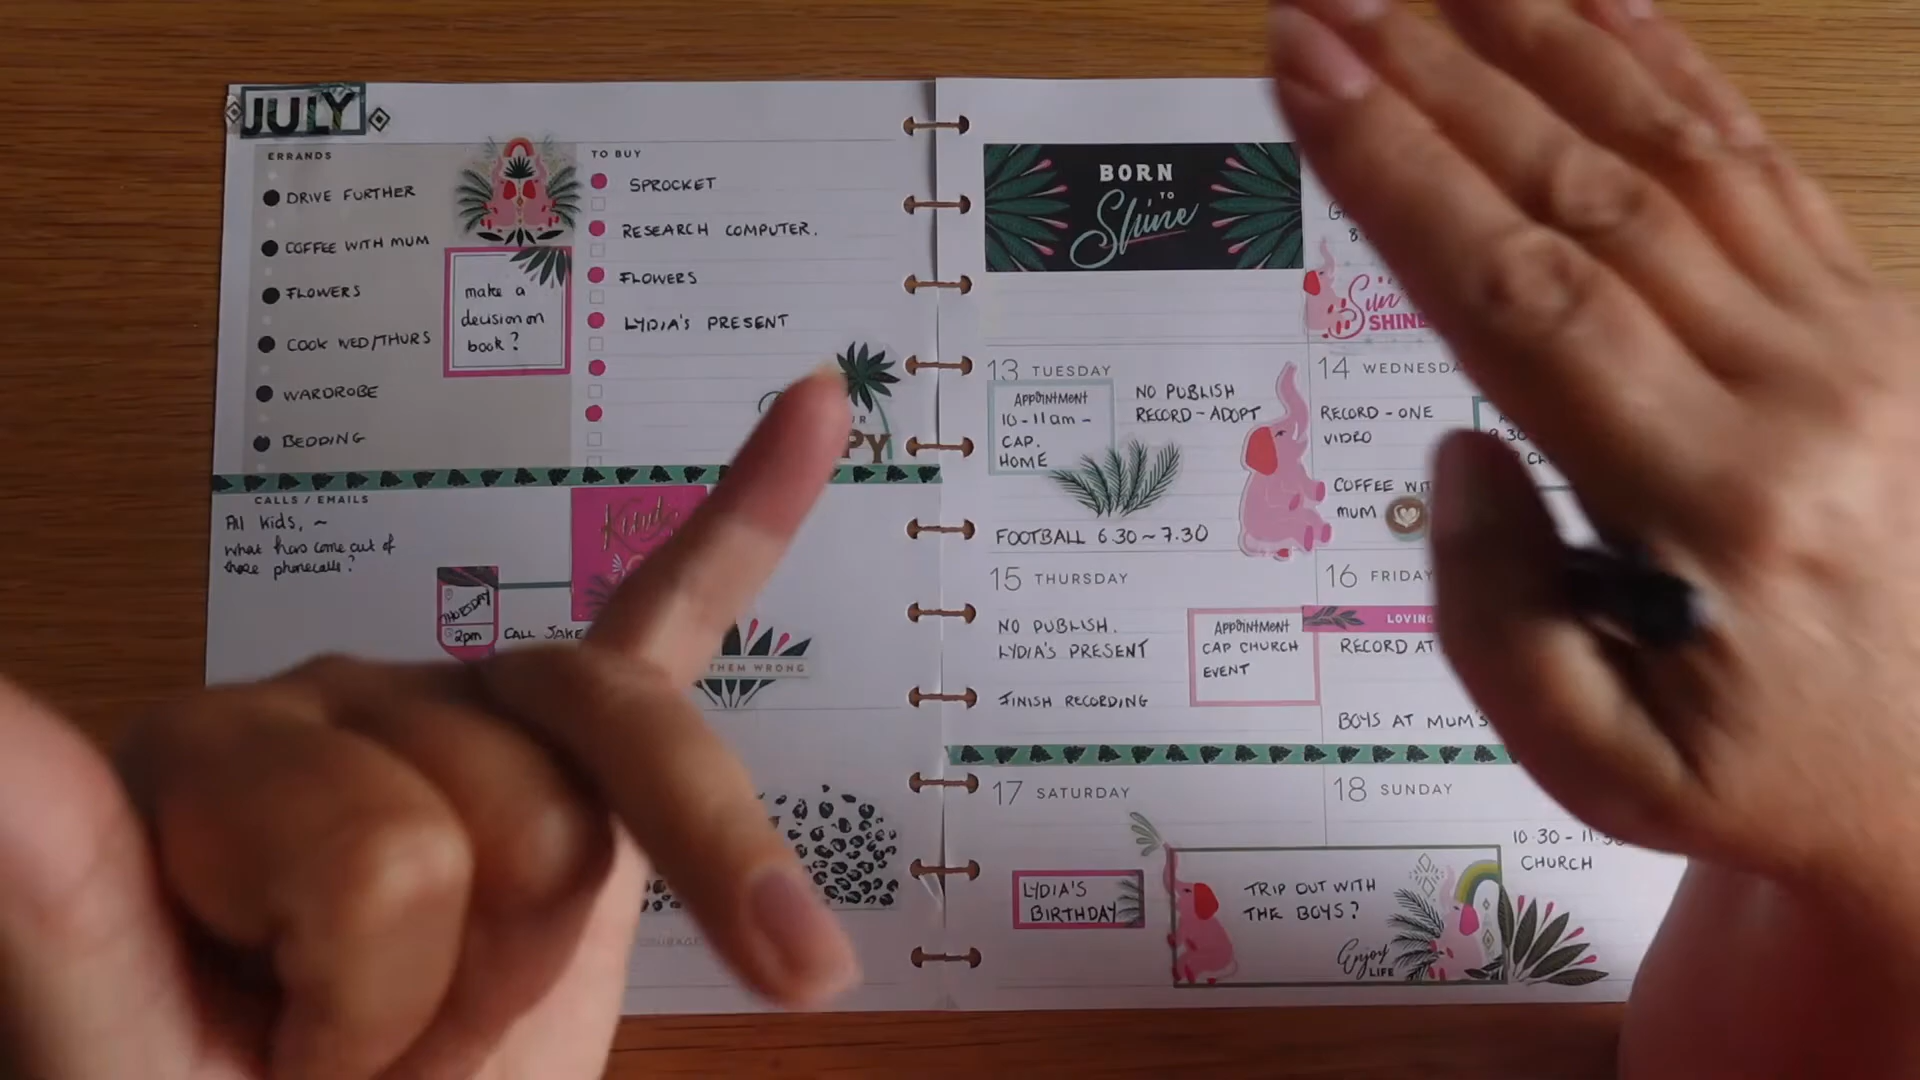 JULY
ERRANDS
DRIVE FURTHER
COFFEE WITH MUM
FLOWERS
COOK WED/THURS
WARDROBE
BEDDING
make a
decision on
book?
TO BUY
SPROCKET
RESEARCH COMPUTER.
FLOWERS
LYDIA'S PRESENT
CALLS / EMAILS
All kids, ~
what has come out of
those phonecalls?
THURSDAY
2pm
CALL JAKE
THEM WRONG
BORN
TO
Shine
SHINE
13 TUESDAY
APPOINTMENT
10-11am -
CAP.
HOME
NO PUBLISH
RECORD - ADOPT
FOOTBALL 6.30 ~ 7.30
14
RECORD - ONE
VIDEO
COFFEE
MUM
15 THURSDAY
NO PUBLISH.
LYDIA'S PRESENT
FINISH RECORDING
APPOINTMENT
CAP CHURCH
EVENT
16 FRIDAY
LOVING
RECORD AT
BOYS AT MUM'S
17 SATURDAY
LYDIA'S
BIRTHDAY
TRIP OUT WITH
THE BOYS?
Enjoy
LIFE
18 SUNDAY
10.30 -
CHURCH